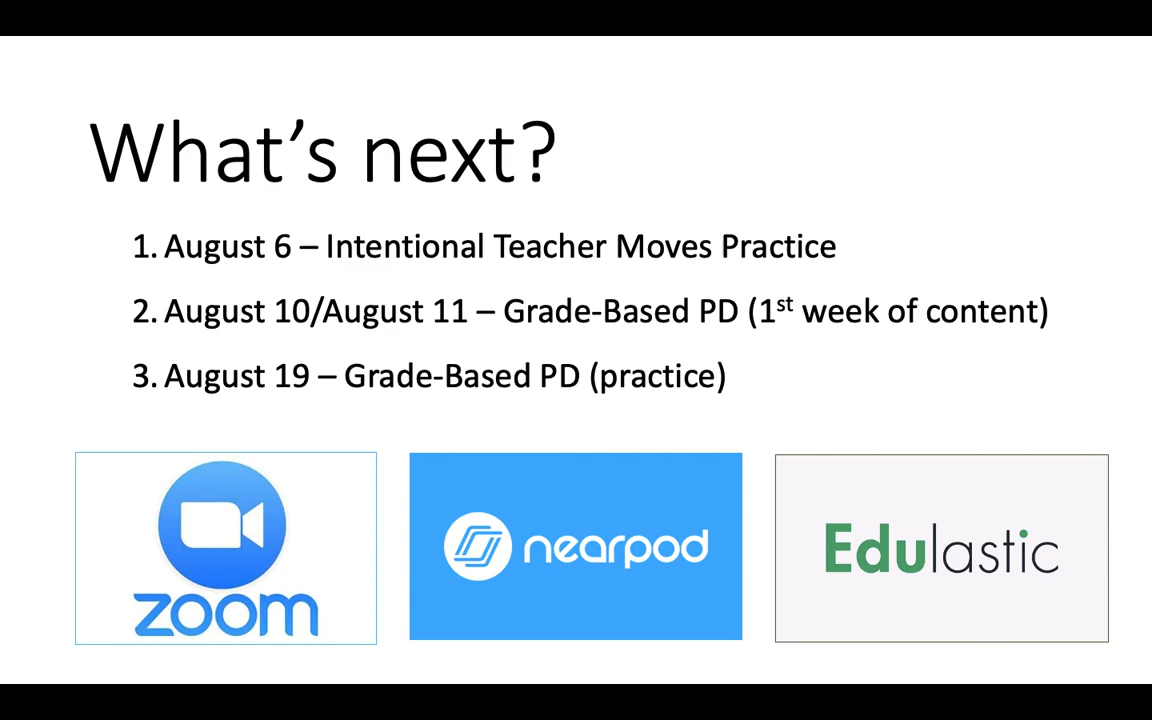 What’s next?
1. August 6 – Intentional Teacher Moves Practice
2. August 10/August 11 – Grade-Based PD (1st week of content)
3. August 19 – Grade-Based PD (practice)
zoom
nearpod
Edulastic